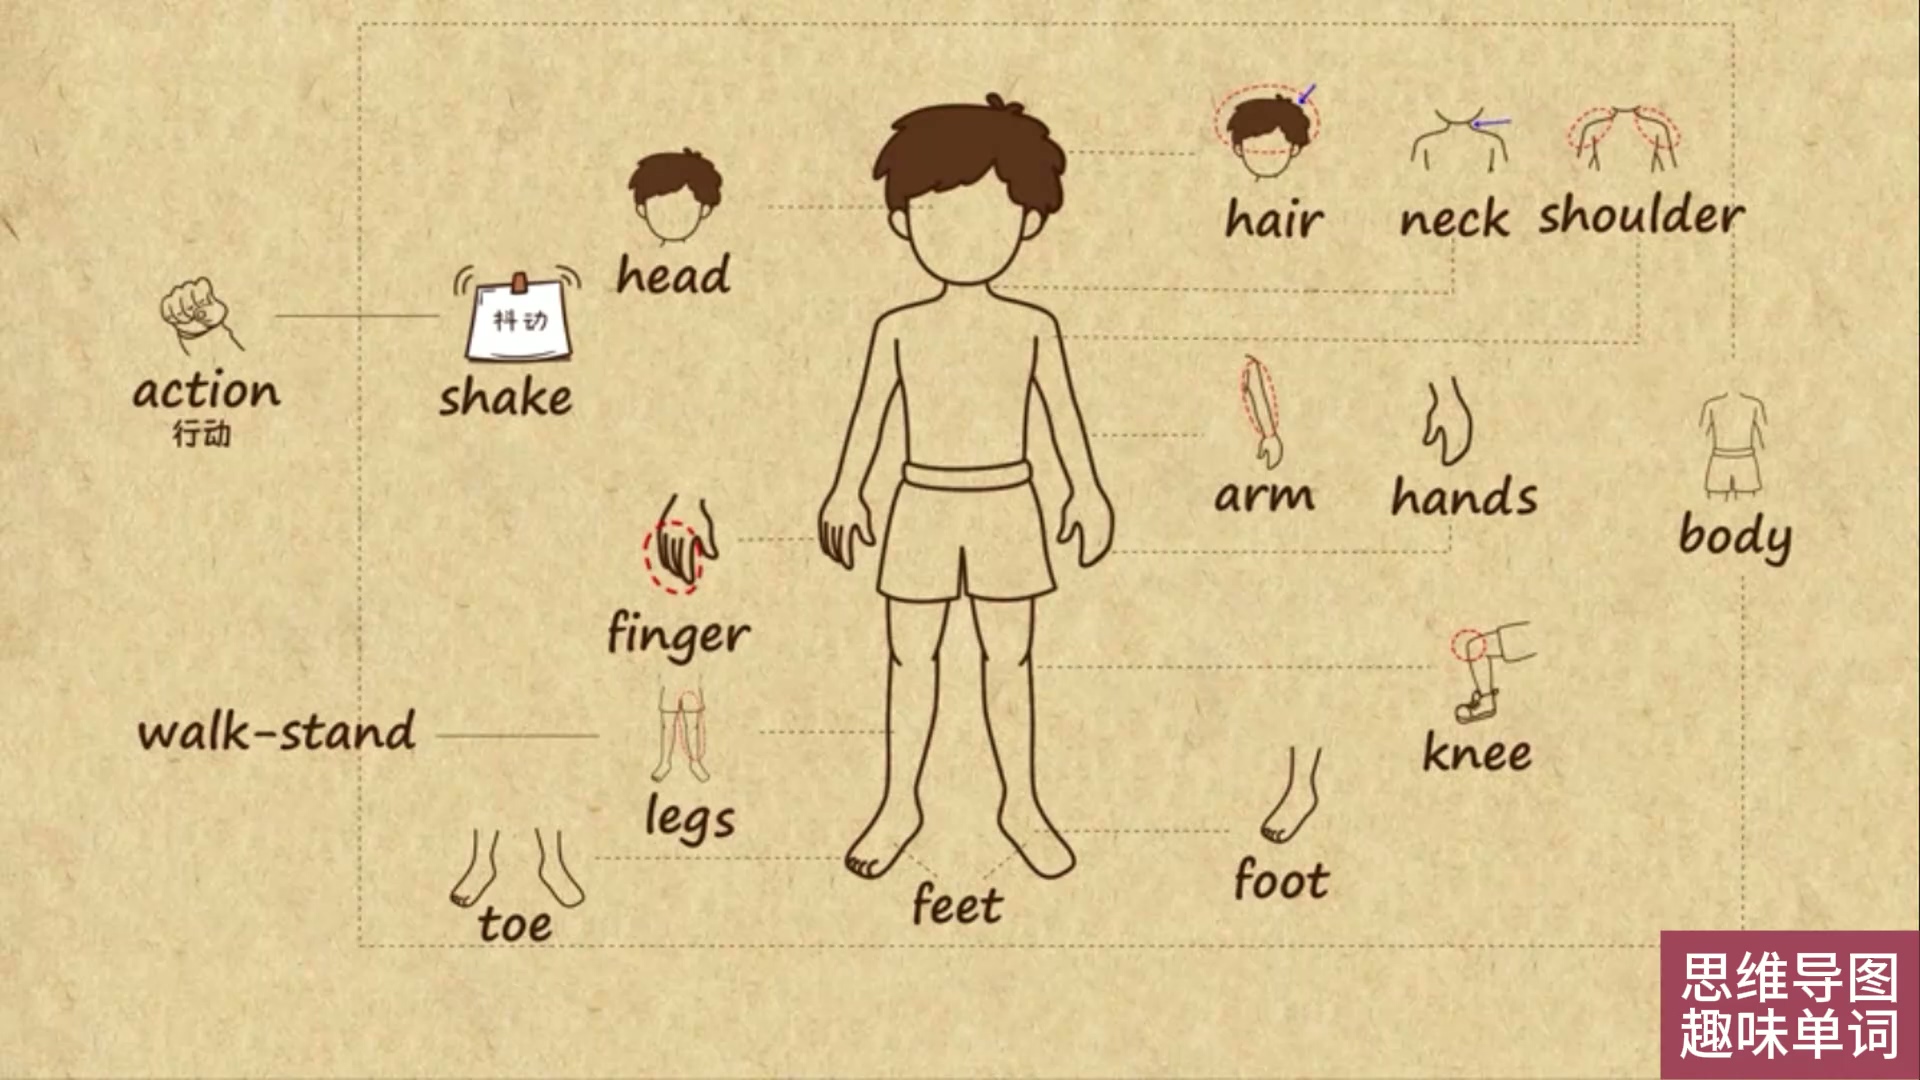 hair
neck
shoulder
head
抖动
action
行动
shake
arm
hands
body
finger
walk-stand
legs
knee
foot
feet
toe
思维导图
趣味单词